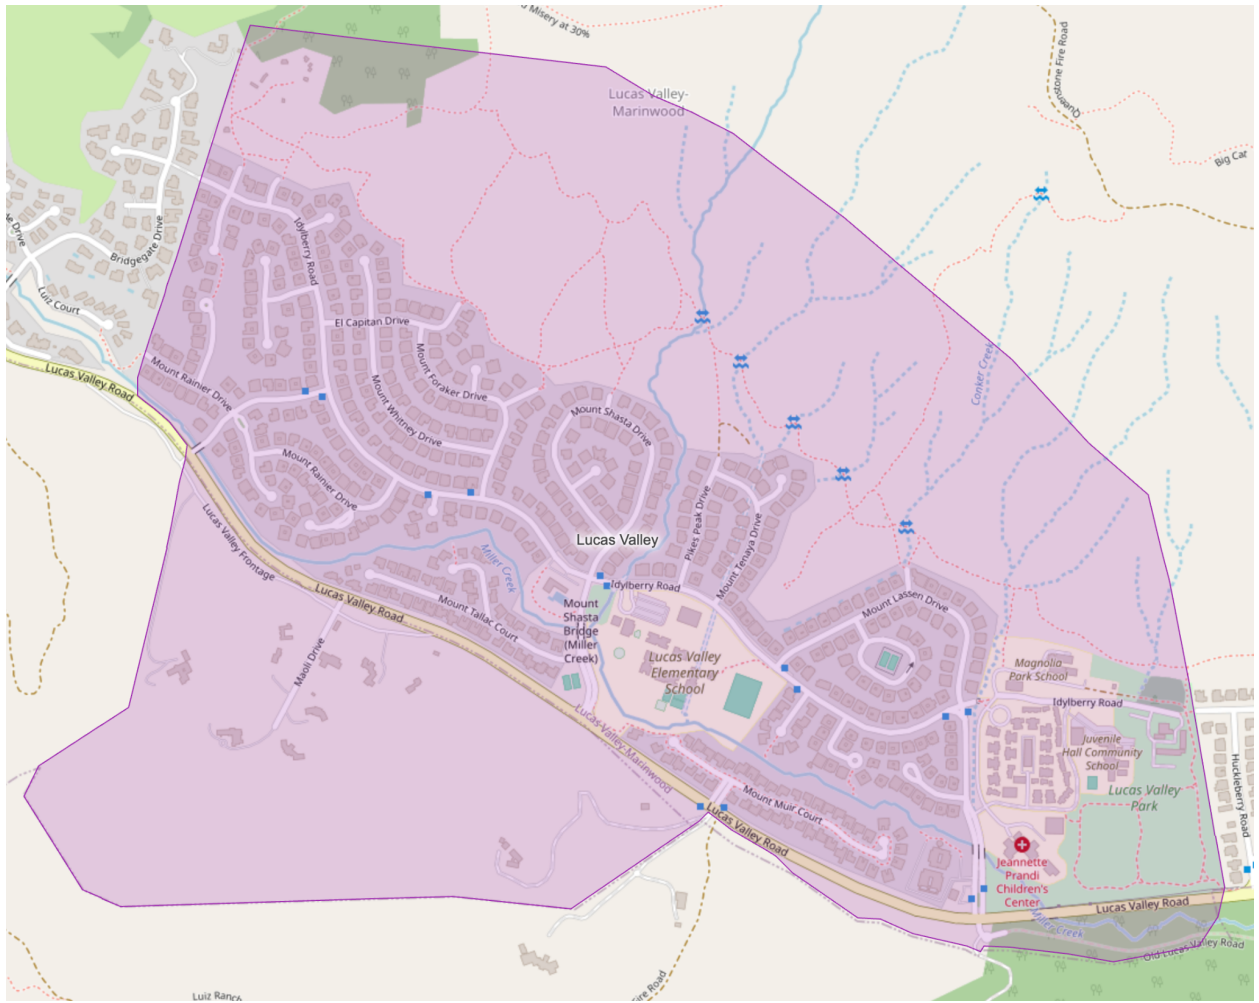 g Misery at 30%
Queenstone Fire Road
Lucas Valley-
Marinwood
Big Cat
Bridgegate Drive
Idylberry Road
Luiz Court
El Capitan Drive
Conker Creek
Lucas Valley Road
Mount Rainier Drive
Mount Foraker Drive
Mount Whitney Drive
Mount Shasta Drive
Mount Rainier Drive
Pikes Peak Drive
Mount Tenaya Drive
Lucas Valley Frontage
Lucas Valley
Miller Creek
Idylberry Road
Lucas Valley Road
Mount Tallac Court
Mount
Shasta
Bridge
(Miller
Creek)
Mount Lassen Drive
Maoli Drive
Lucas Valley
Elementary
School
Magnolia
Park School
Idylberry Road
Lucas Valley-Marinwood
Juvenile
Hall Community
School
Huckleberry Road
Lucas Valley
Park
Mount Muir Court
Lucas Valley Road
Jeannette
Prandi
Children's
Center
Lucas Valley Road
Miller Creek
Old Lucas Valley Road
Luiz Ranch
Fire Road